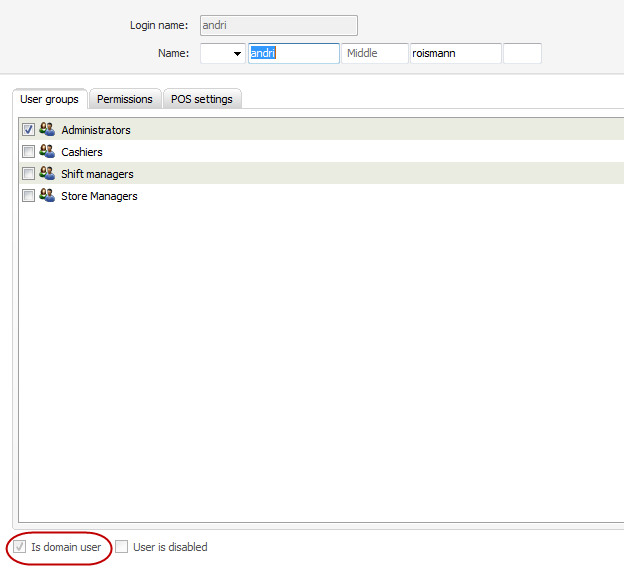 Login name: andri
Name: andri Middle roismann
User groups Permissions POS settings
Administrators
Cashiers
Shift managers
Store Managers
Is domain user User is disabled